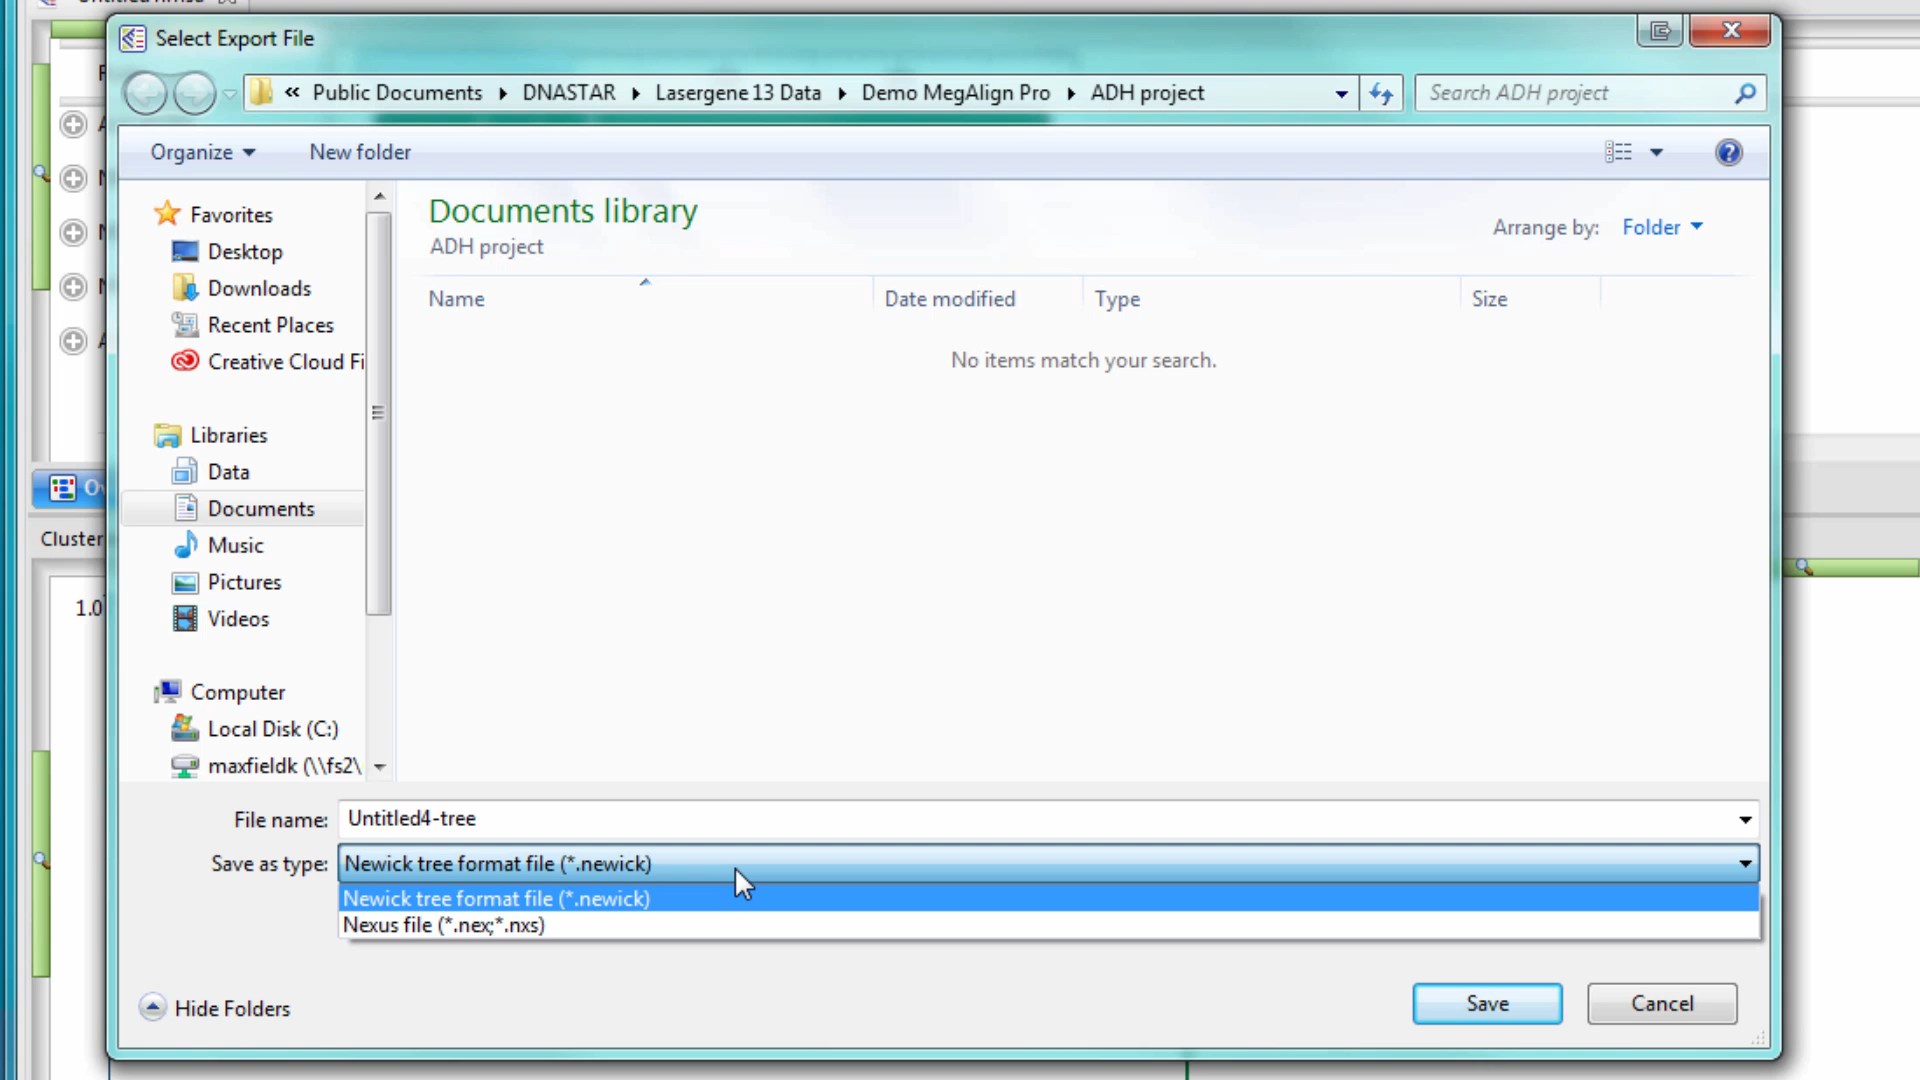 Select Export File
« Public Documents DNASTAR Lasergene 13 Data Demo MegAlign Pro ADH project
Search ADH project
Organize
New folder
Favorites
Desktop
Downloads
Recent Places
Creative Cloud Fi
Libraries
Data
Documents
Music
Pictures
Videos
Computer
Local Disk (C:)
maxfieldk (\\fs2\
Documents library
ADH project
Arrange by: Folder
Name Date modified Type Size
No items match your search.
Cluster
1.0
File name: Untitled4-tree
Save as type: Newick tree format file (*.newick)
Newick tree format file (*.newick)
Nexus file (*.nex;*.nxs)
Hide Folders
Save
Cancel